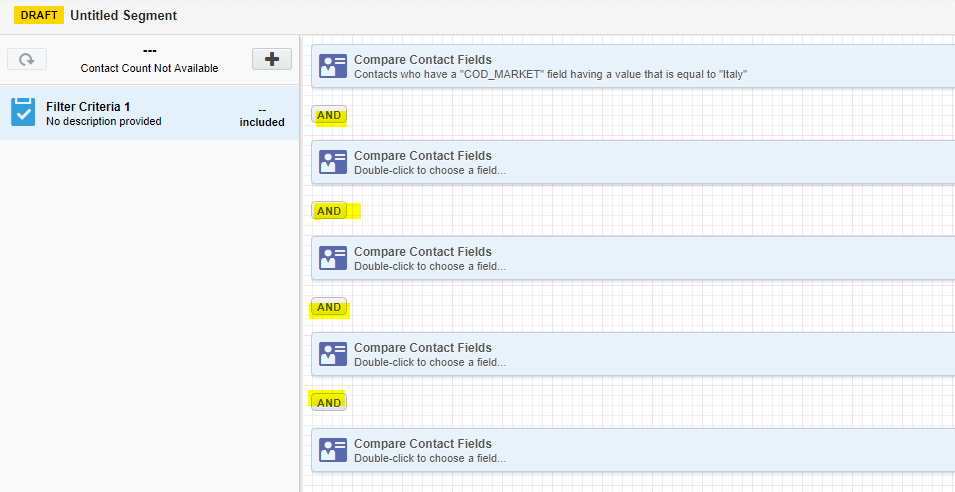 DRAFT Untitled Segment
---
Contact Count Not Available
Filter Criteria 1
No description provided
--
included
Compare Contact Fields
Contacts who have a "COD_MARKET" field having a value that is equal to "Italy"
AND
Compare Contact Fields
Double-click to choose a field...
AND
Compare Contact Fields
Double-click to choose a field...
AND
Compare Contact Fields
Double-click to choose a field...
AND
Compare Contact Fields
Double-click to choose a field...